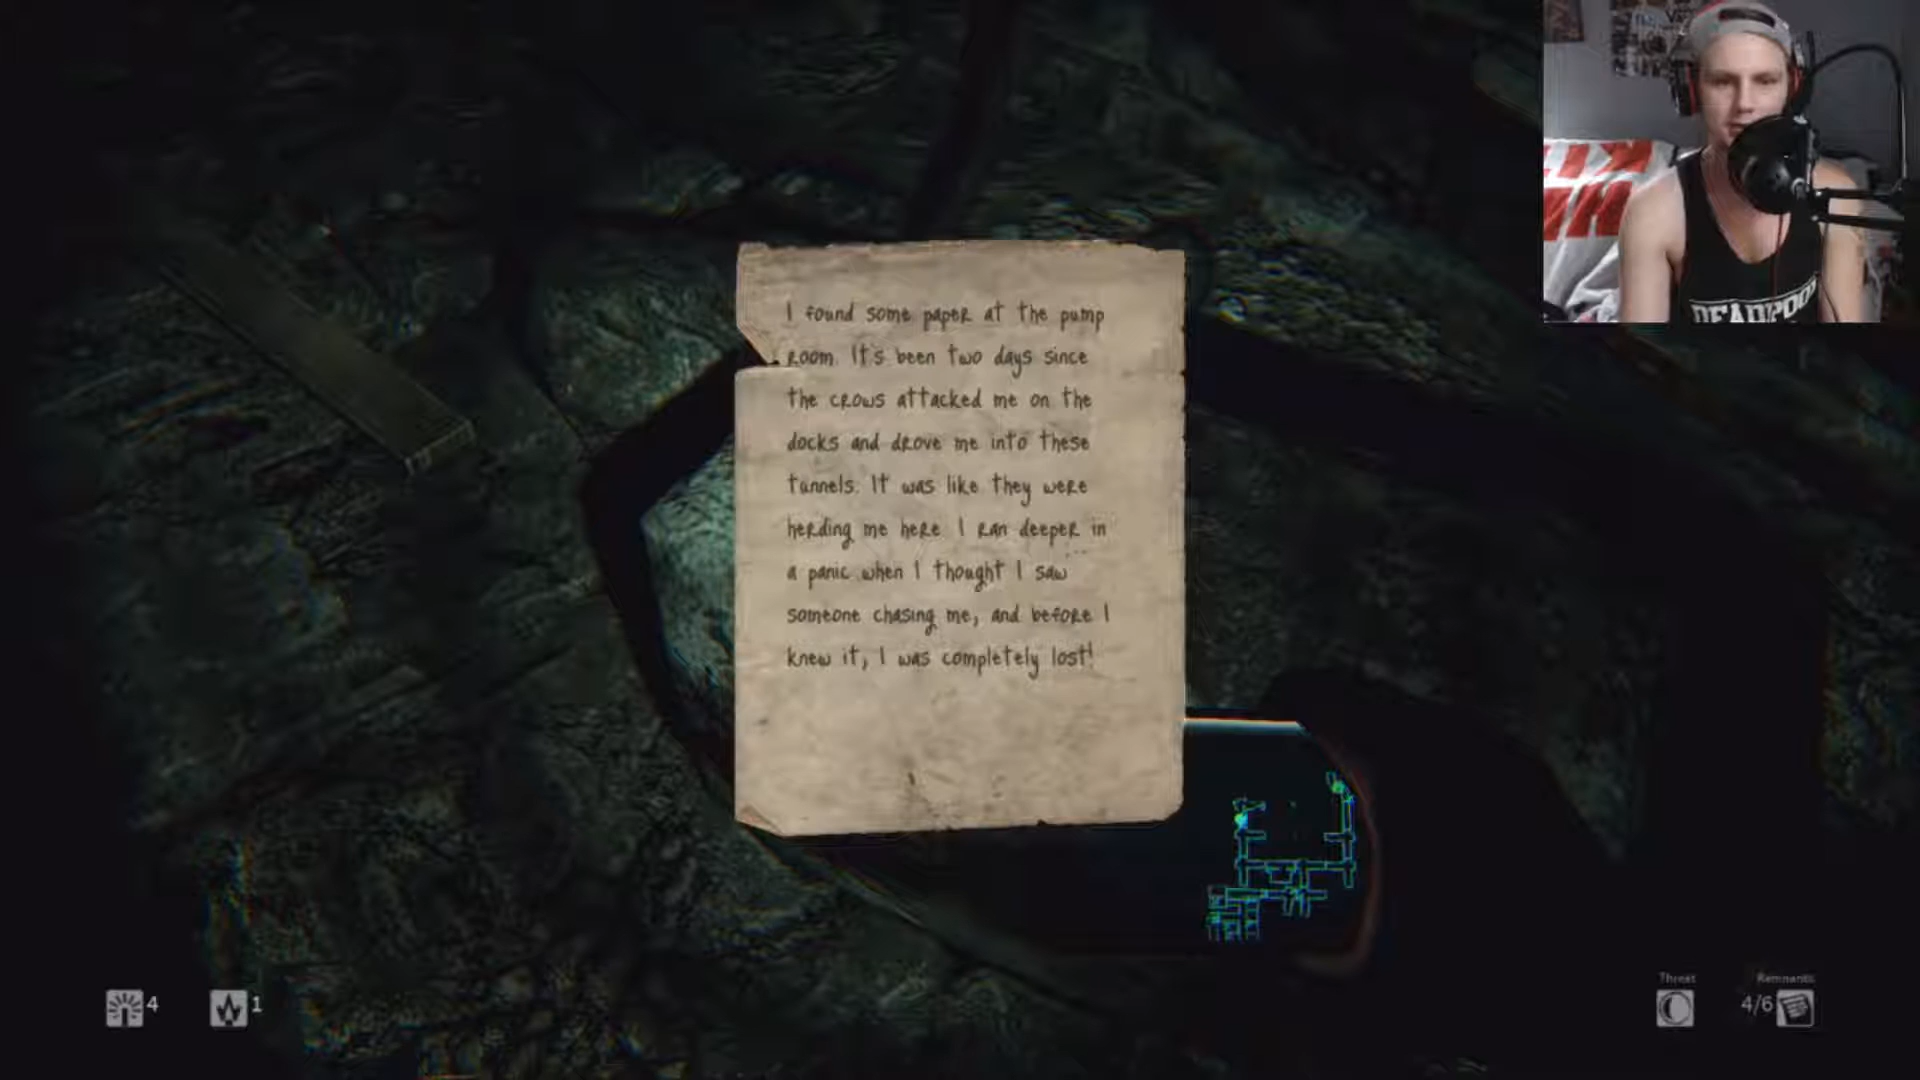 I found some paper at the pump
room. It's been two days since
the crows attacked me on the
docks and drove me into these
tunnels. It was like they were
herding me here. I ran deeper in
a panic when I thought I saw
someone chasing me, and before I
knew it, I was completely lost!
DEADPOOL
4
1
Threat
Remnants
4/6